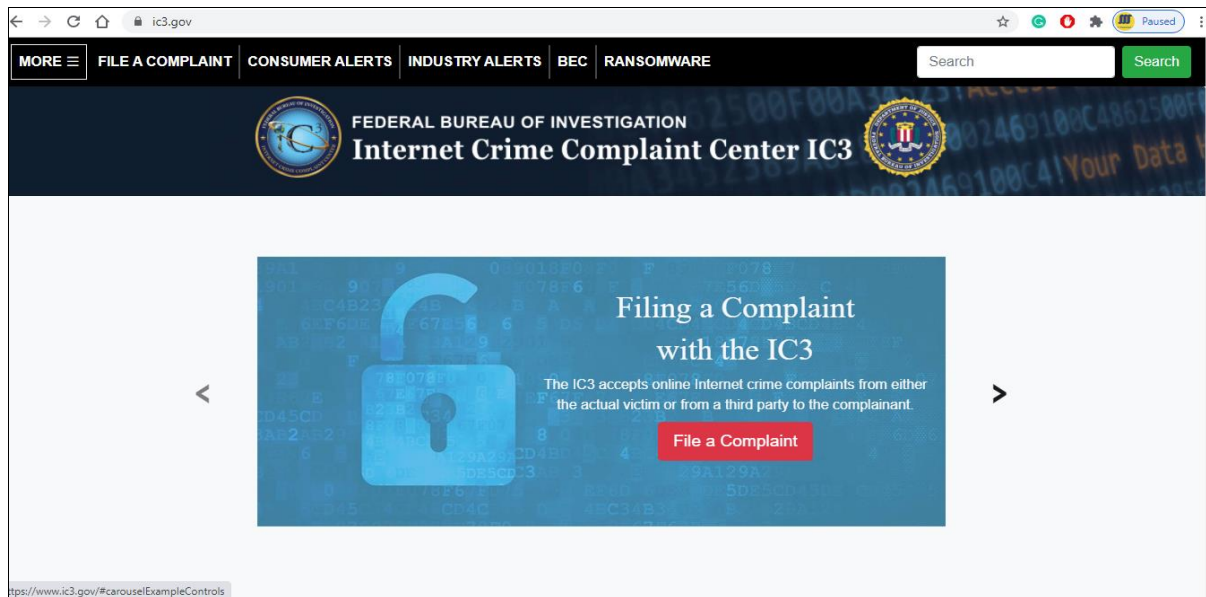 ic3.gov
Paused
MORE ☰ FILE A COMPLAINT CONSUMER ALERTS INDUSTRY ALERTS BEC RANSOMWARE Search Search
FEDERAL BUREAU OF INVESTIGATION
Internet Crime Complaint Center IC3
Your Data
Filing a Complaint
with the IC3
The IC3 accepts online Internet crime complaints from either
the actual victim or from a third party to the complainant.
File a Complaint
ttps://www.ic3.gov/#carouselExampleControls